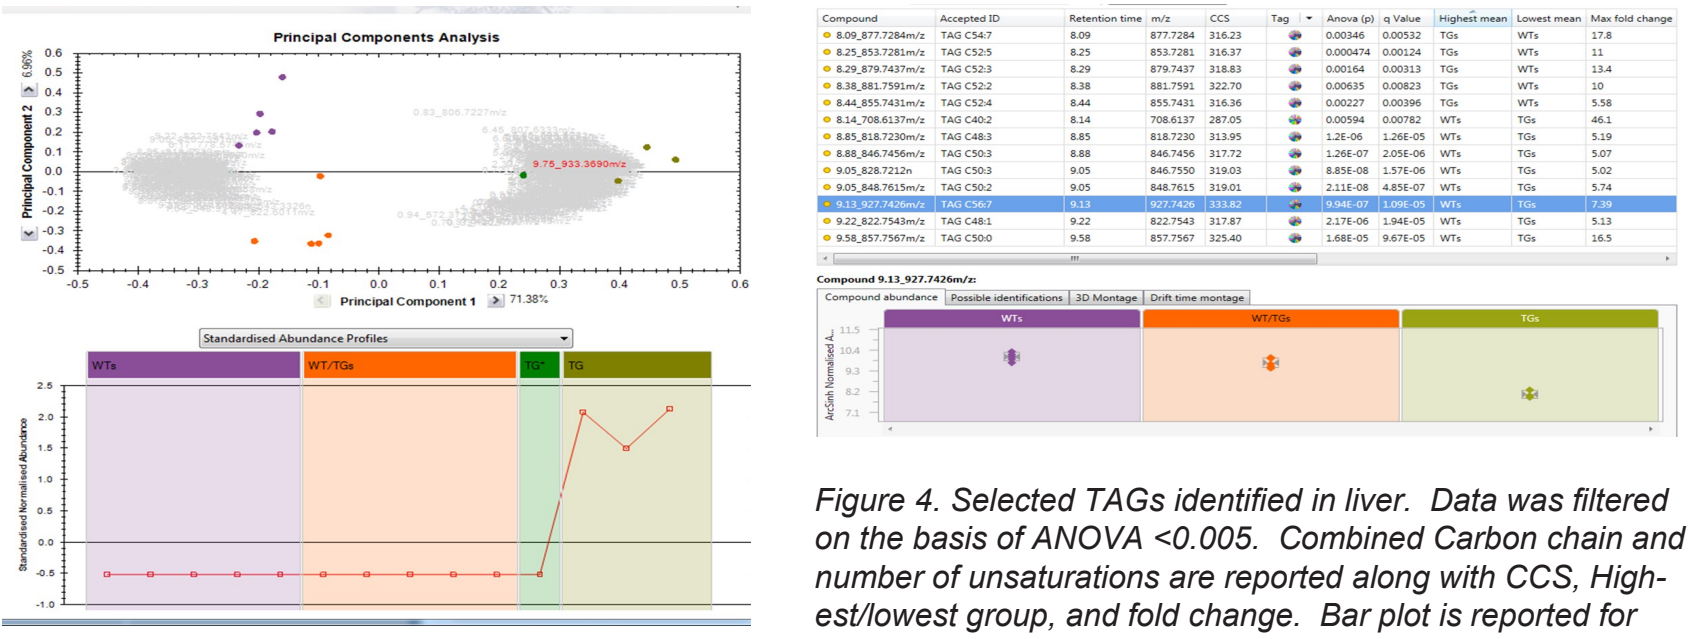 Principal Components Analysis
Principal Component 2 6.96%
0.6
0.5
0.4
0.3
0.2
0.1
0.0
-0.1
-0.2
-0.3
-0.4
-0.5
0.83_806.7227m/z
9.75_933.3690m/z
-0.5 -0.4 -0.3 -0.2 -0.1 0.0 0.1 0.2 0.3 0.4 0.5 0.6
Principal Component 1 71.38%
Standardised Abundance Profiles
WTs WT/TGs TG* TG
Standardised Normalised Abundance
2.5
2.0
1.5
1.0
0.5
0.0
-0.5
-1.0
Compound Accepted ID Retention time m/z CCS Tag Anova (p) q Value Highest mean Lowest mean Max fold change
8.09_877.7284m/z TAG C54:7 8.09 877.7284 316.23 0.00346 0.00532 TGs WTs 17.8
8.25_853.7281m/z TAG C52:5 8.25 853.7281 316.37 0.000474 0.00124 TGs WTs 11
8.29_879.7437m/z TAG C52:3 8.29 879.7437 318.83 0.00164 0.00313 TGs WTs 13.4
8.38_881.7591m/z TAG C52:2 8.38 881.7591 322.70 0.00635 0.00823 TGs WTs 10
8.44_855.7431m/z TAG C52:4 8.44 855.7431 316.36 0.00227 0.00396 TGs WTs 5.58
8.14_708.6137m/z TAG C40:2 8.14 708.6137 287.05 0.00594 0.00782 WTs TGs 46.1
8.85_818.7230m/z TAG C48:3 8.85 818.7230 313.95 1.2E-06 1.26E-05 WTs TGs 5.19
8.88_846.7456m/z TAG C50:3 8.88 846.7456 317.72 1.26E-07 2.05E-06 WTs TGs 5.07
9.05_828.7212n TAG C50:3 9.05 846.7550 319.03 8.85E-08 1.57E-06 WTs TGs 5.02
9.05_848.7615m/z TAG C50:2 9.05 848.7615 319.01 2.11E-08 4.85E-07 WTs TGs 5.74
9.13_927.7426m/z TAG C56:7 9.13 927.7426 333.82 9.94E-07 1.09E-05 WTs TGs 7.39
9.22_822.7543m/z TAG C48:1 9.22 822.7543 317.87 2.17E-06 1.94E-05 WTs TGs 5.13
9.58_857.7567m/z TAG C50:0 9.58 857.7567 325.40 1.68E-05 9.67E-05 WTs TGs 16.5
Compound 9.13_927.7426m/z:
Compound abundance Possible identifications 3D Montage Drift time montage
WTs WT/TGs TGs
ArcSinh Normalised A...
11.5
10.4
9.3
8.2
7.1
Figure 4. Selected TAGs identified in liver. Data was filtered
on the basis of ANOVA <0.005. Combined Carbon chain and
number of unsaturations are reported along with CCS, High-
est/lowest group, and fold change. Bar plot is reported for